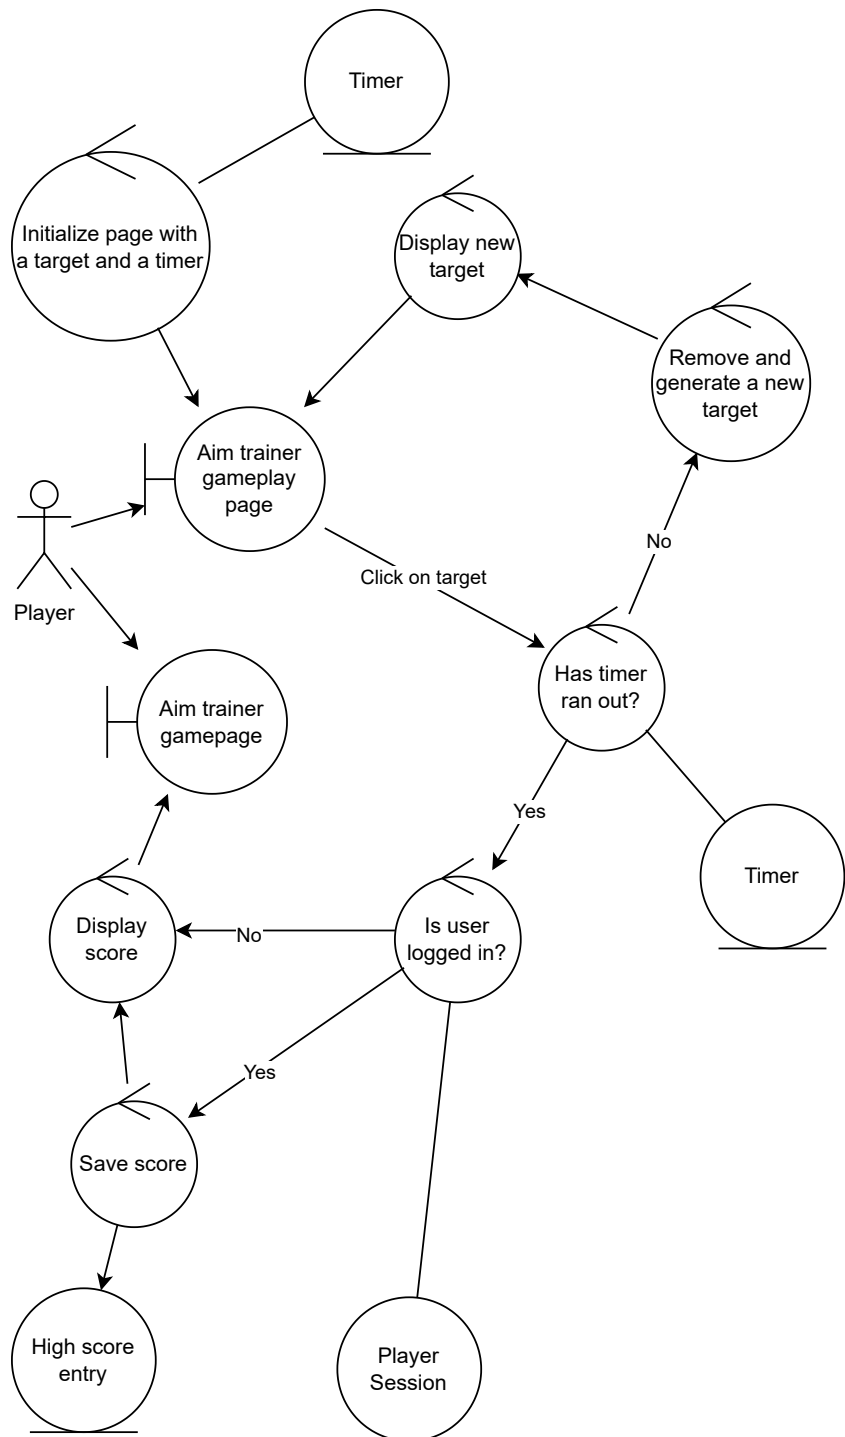 Timer
Initialize page with
a target and a timer
Display new
target
Remove and
generate a new
target
Aim trainer
gameplay
page
Player
Click on target
No
Has timer
ran out?
Aim trainer
gamepage
Yes
Timer
Display
score
No
Is user
logged in?
Yes
Save score
High score
entry
Player
Session